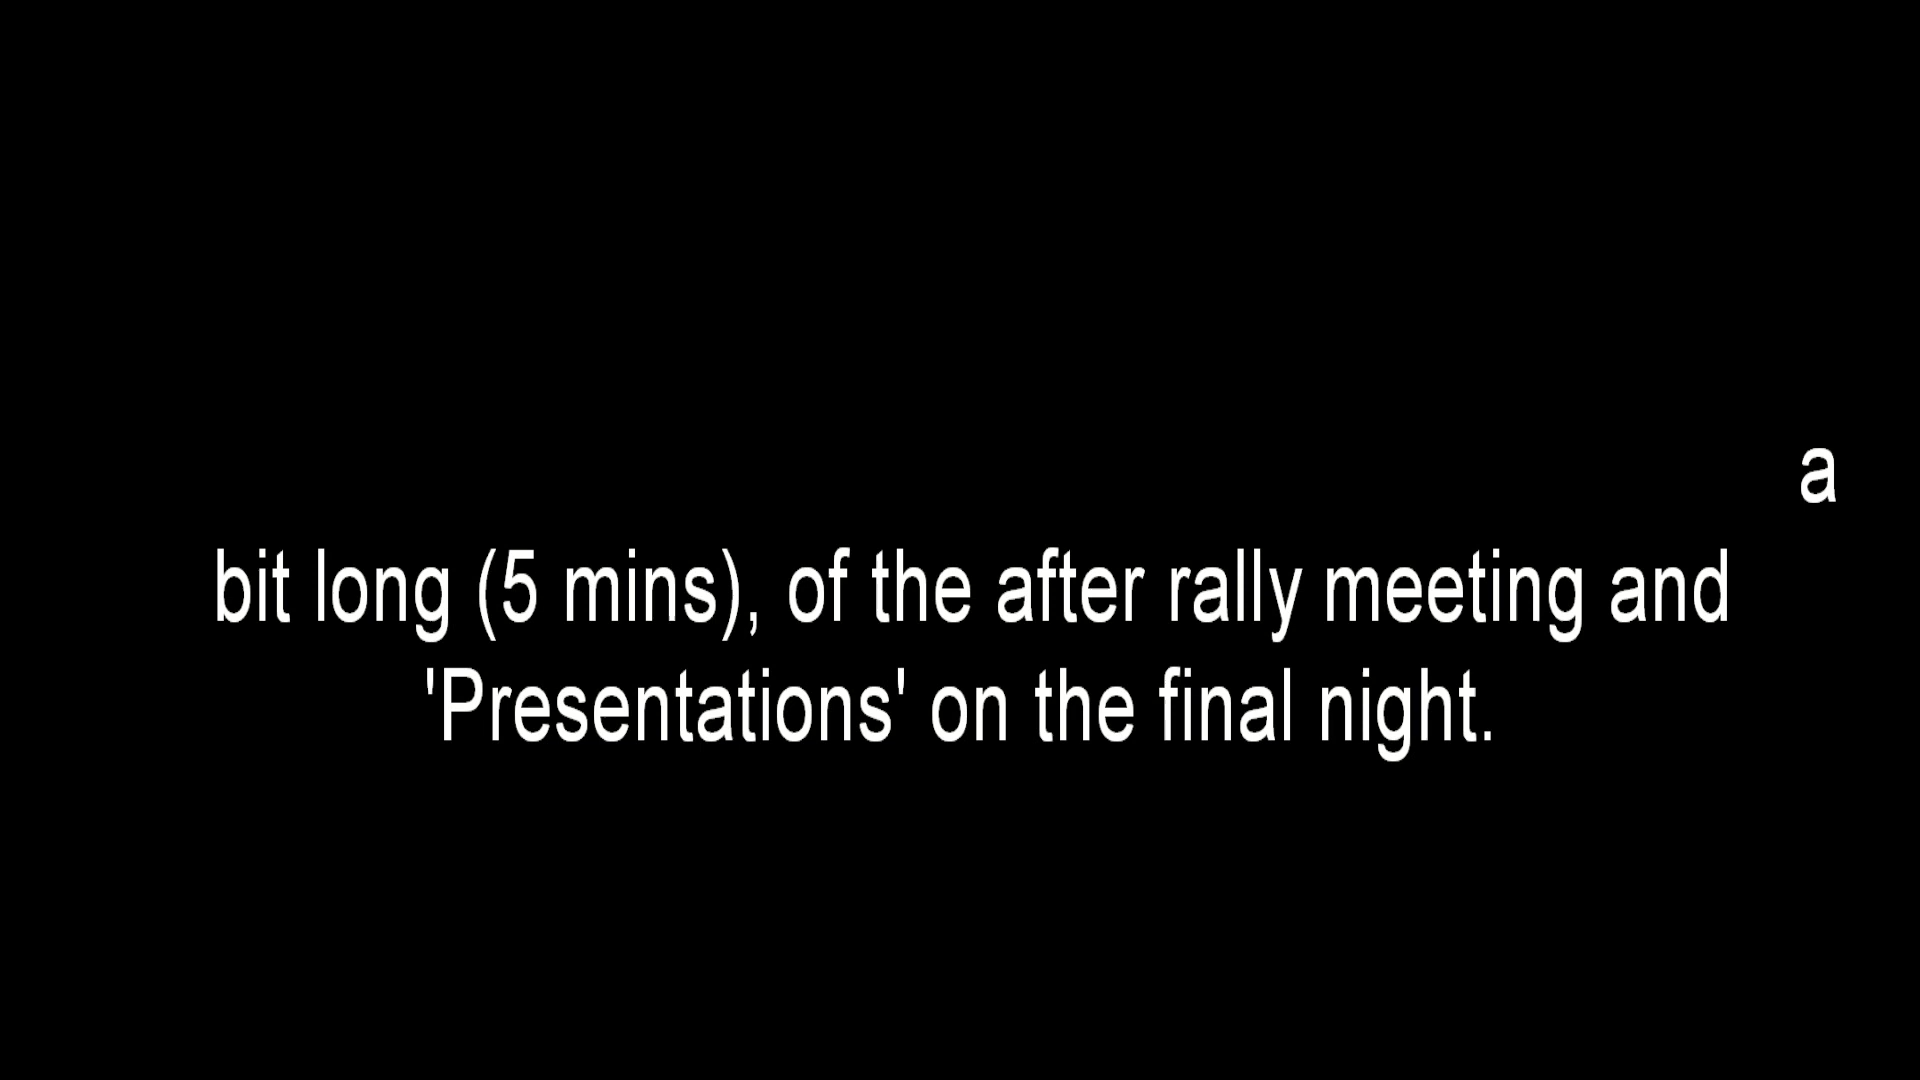 a
bit long (5 mins), of the after rally meeting and
'Presentations' on the final night.